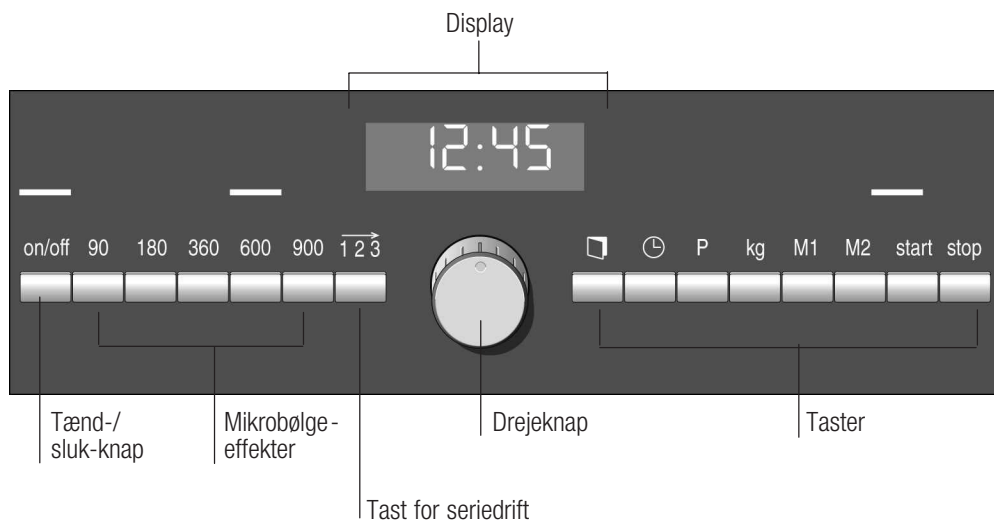 Display
12:45
on/off 90 180 360 600 900 1 2 3 P kg M1 M2 start stop
Tænd-/
sluk-knap
Mikrobølge-
effekter
Drejeknap
Taster
Tast for seriedrift